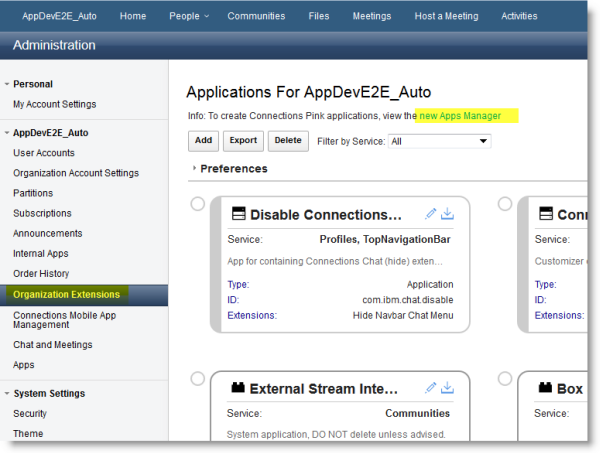 AppDevE2E_Auto Home People Communities Files Meetings Host a Meeting Activities
Administration
Personal
My Account Settings
AppDevE2E_Auto
User Accounts
Organization Account Settings
Partitions
Subscriptions
Announcements
Internal Apps
Order History
Organization Extensions
Connections Mobile App
Management
Chat and Meetings
Apps
System Settings
Security
Theme
Applications For AppDevE2E_Auto
Info: To create Connections Pink applications, view the new Apps Manager
Add Export Delete Filter by Service: All
Preferences
Disable Connections...
Service: Profiles, TopNavigationBar
App for containing Connections Chat (hide) exten...
Type: Application
ID: com.ibm.chat.disable
Extensions: Hide Navbar Chat Menu
Service:
Customizer
Type:
ID:
Extensions:
External Stream Inte...
Service: Communities
System application, DO NOT delete unless advised.
Box
Service: